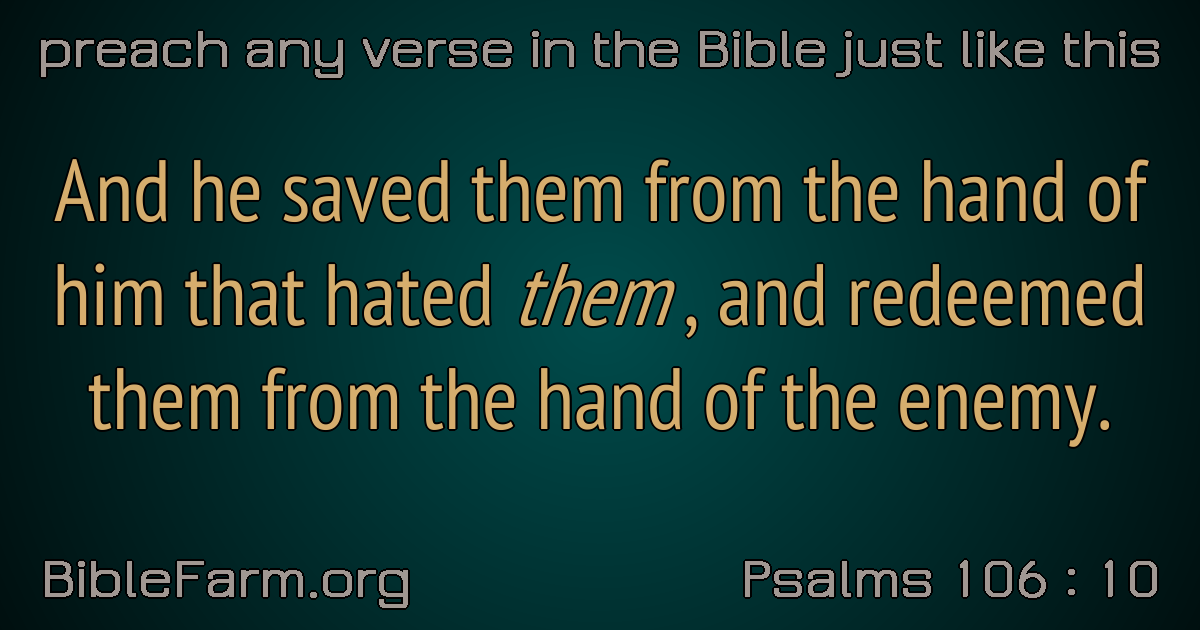 preach any verse in the Bible just like this
And he saved them from the hand of
him that hated them, and redeemed
them from the hand of the enemy.
BibleFarm.org
Psalms 106 : 10